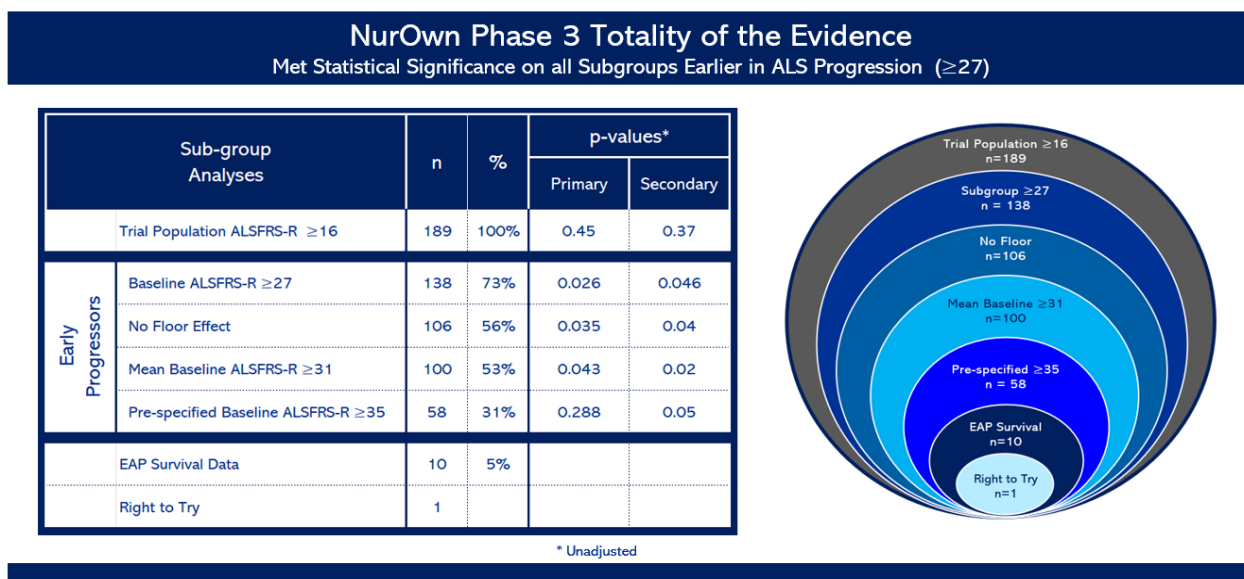 NurOwn Phase 3 Totality of the Evidence
Met Statistical Significance on all Subgroups Earlier in ALS Progression (≥27)
Sub-group
Analyses
n
%
p-values*
Primary
Secondary
Trial Population ALSFRS-R ≥16 189 100% 0.45 0.37
Early
Progressors
Baseline ALSFRS-R ≥27 138 73% 0.026 0.046
No Floor Effect 106 56% 0.035 0.04
Mean Baseline ALSFRS-R ≥31 100 53% 0.043 0.02
Pre-specified Baseline ALSFRS-R ≥35 58 31% 0.288 0.05
EAP Survival Data 10 5%
Right to Try 1
* Unadjusted
Trial Population ≥16
n=189
Subgroup ≥27
n = 138
No Floor
n=106
Mean Baseline ≥31
n=100
Pre-specified ≥35
n = 58
EAP Survival
n=10
Right to Try
n=1